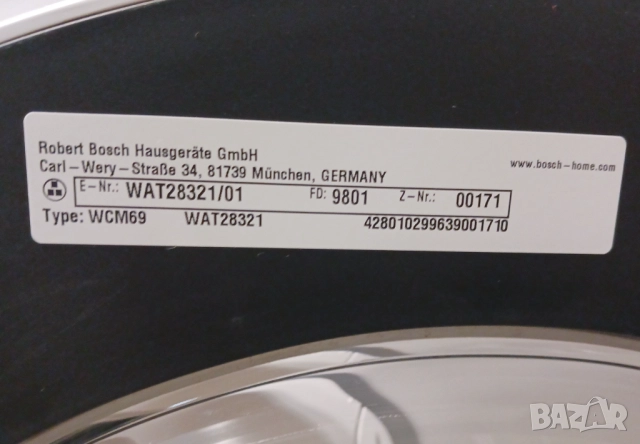 Robert Bosch Hausgeräte GmbH
Carl-Wery-Straße 34, 81739 München, GERMANY
www.bosch-home.com
E-Nr.: WAT28321/01 FD: 9801 Z-Nr.: 00171
Type: WCM69 WAT28321 428010299639001710
BAZAR